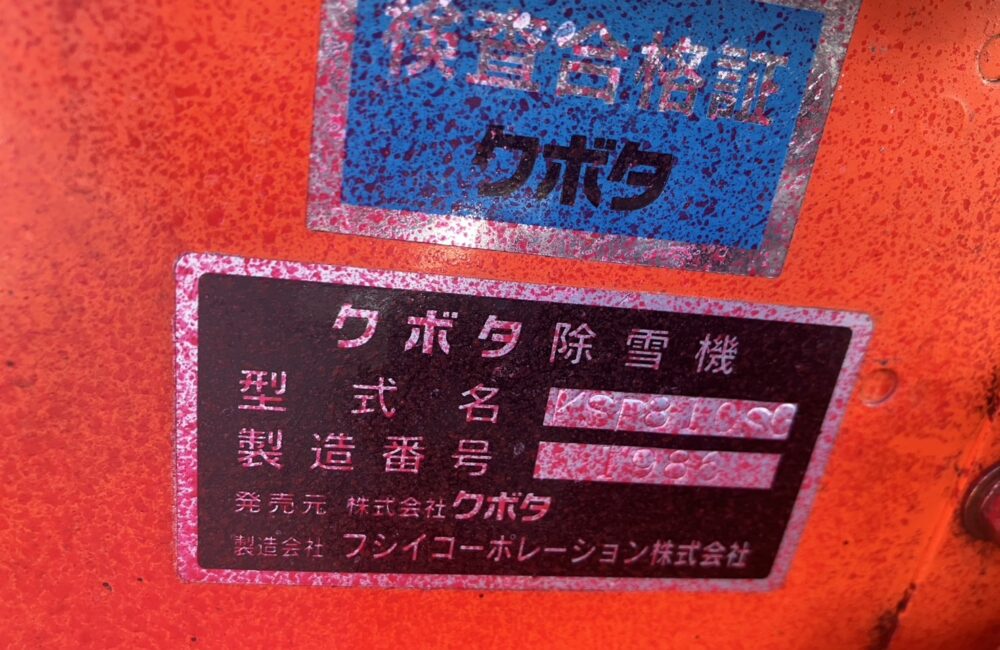 検査合格証
クボタ
クボタ除雪機
型式名
製造番号 1986
発売元 株式会社クボタ
製造会社 フジイコーポレーション株式会社